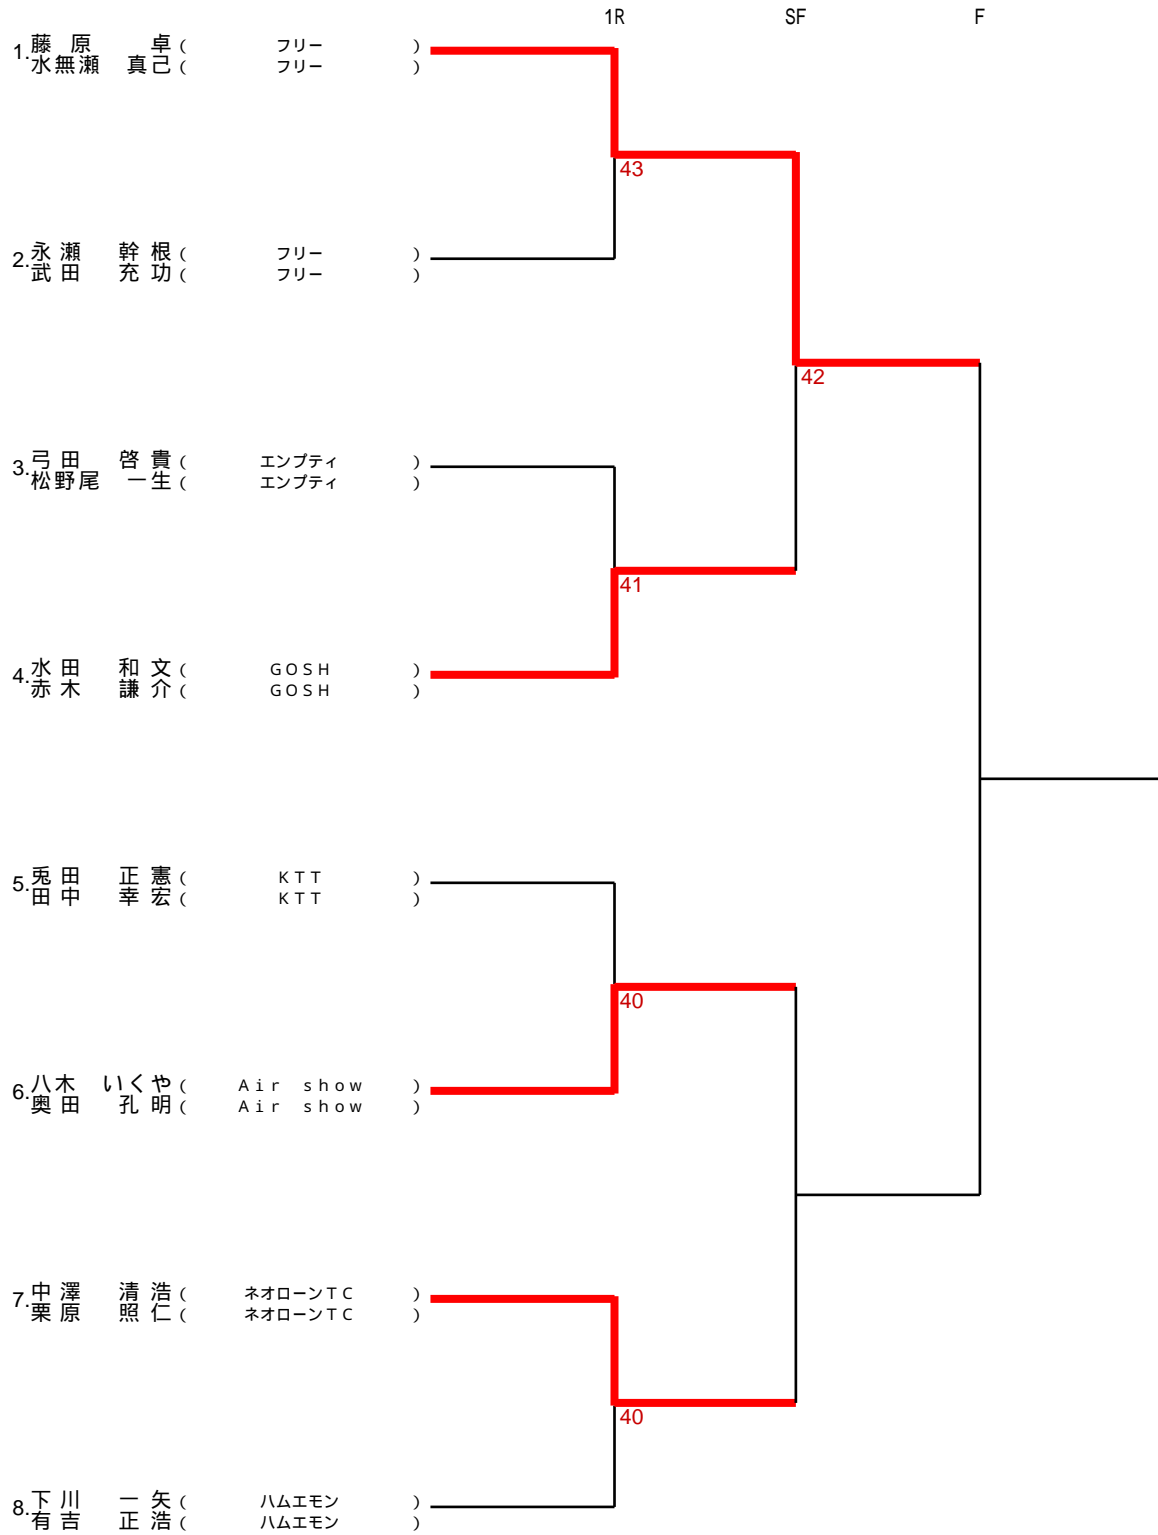 1R SF F
1. 藤原 卓 ( フリー )
水無瀬 真己 ( フリー )
43
2. 永瀬 幹根 ( フリー )
武田 充功 ( フリー )
42
3. 弓田 啓貴 ( エンプティ )
松野尾 一生 ( エンプティ )
41
4. 水田 和文 ( GOSH )
赤木 謙介 ( GOSH )
5. 兎田 正憲 ( KTT )
田中 幸宏 ( KTT )
40
6. 八木 いくや ( Air show )
奥田 孔明 ( Air show )
7. 中澤 清浩 ( ネオローンTC )
栗原 照仁 ( ネオローンTC )
40
8. 下川 一矢 ( ハムエモン )
有吉 正浩 ( ハムエモン )